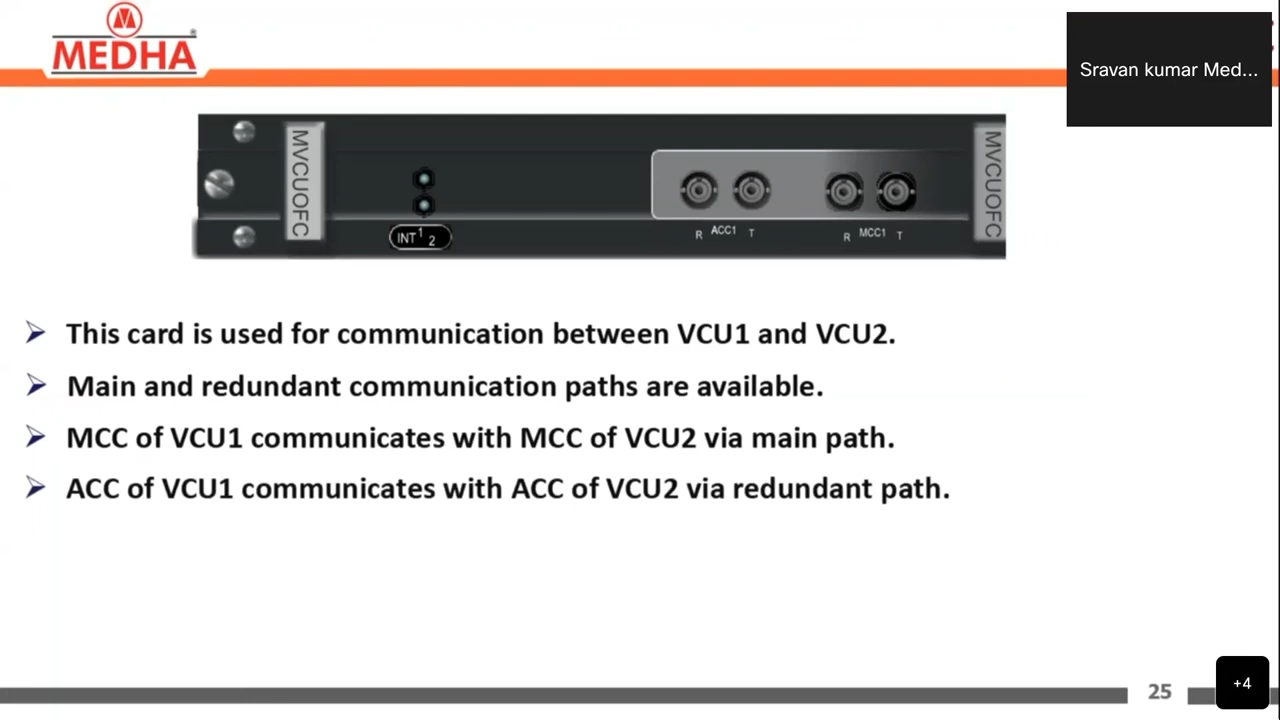 MEDHA
®
Sravan kumar Med...
MVCUOFC
MVCUOFC
INT 1 2
R ACC1 T
R MCC1 T
This card is used for communication between VCU1 and VCU2.
Main and redundant communication paths are available.
MCC of VCU1 communicates with MCC of VCU2 via main path.
ACC of VCU1 communicates with ACC of VCU2 via redundant path.
25
+4